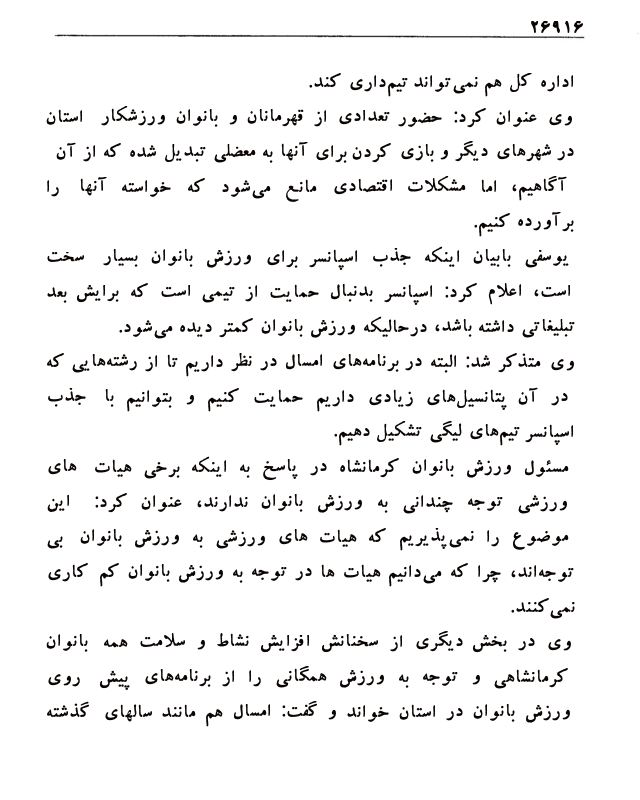 ۲۶۹۱۶
اداره کل هم نمی‌تواند تیم‌داری کند.
وی عنوان کرد: حضور تعدادی از قهرمانان و بانوان ورزشکار استان
در شهرهای دیگر و بازی کردن برای آنها به معضلی تبدیل شده که از آن
آگاهیم، اما مشکلات اقتصادی مانع می‌شود که خواسته آنها را
برآورده کنیم.
یوسفی بابیان اینکه جذب اسپانسر برای ورزش بانوان بسیار سخت
است، اعلام کرد: اسپانسر بدنبال حمایت از تیمی است که برایش بعد
تبلیغاتی داشته باشد، درحالیکه ورزش بانوان کمتر دیده می‌شود.
وی متذکر شد: البته در برنامه‌های امسال در نظر داریم تا از رشته‌هایی که
در آن پتانسیل‌های زیادی داریم حمایت کنیم و بتوانیم با جذب
اسپانسر تیم‌های لیگی تشکیل دهیم.
مسئول ورزش بانوان کرمانشاه در پاسخ به اینکه برخی هیات های
ورزشی توجه چندانی به ورزش بانوان ندارند، عنوان کرد: این
موضوع را نمی‌پذیریم که هیات های ورزشی به ورزش بانوان بی
توجه‌اند، چرا که می‌دانیم هیات ها در توجه به ورزش بانوان کم کاری
نمی‌کنند.
وی در بخش دیگری از سخنانش افزایش نشاط و سلامت همه بانوان
کرمانشاهی و توجه به ورزش همگانی را از برنامه‌های پیش روی
ورزش بانوان در استان خواند و گفت: امسال هم مانند سالهای گذشته